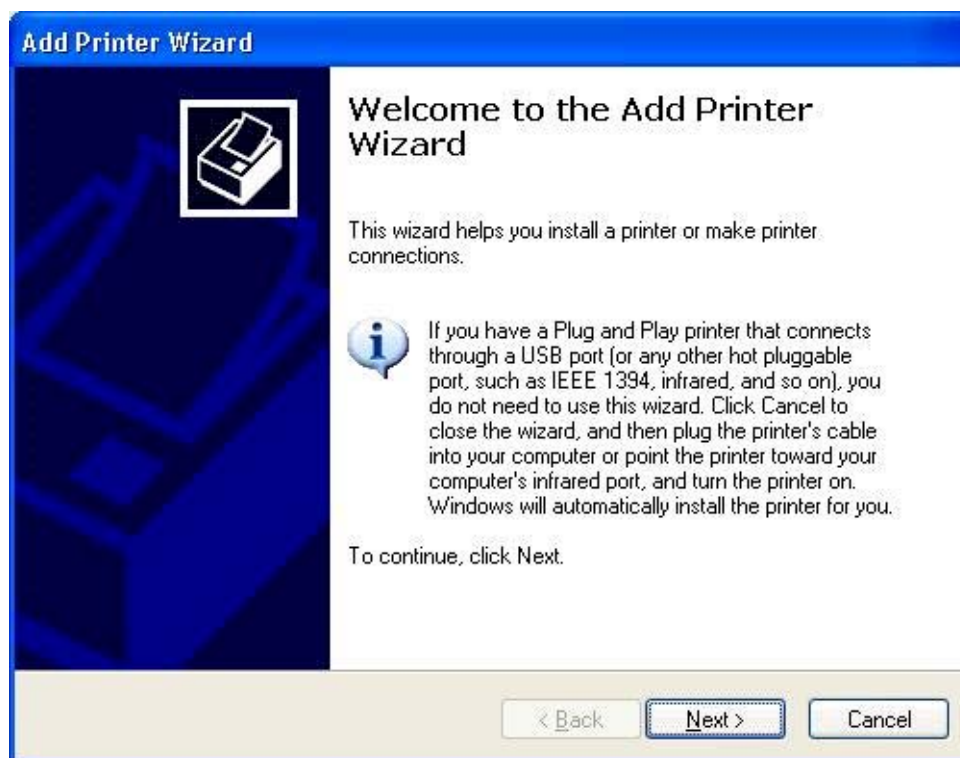 Add Printer Wizard
Welcome to the Add Printer
Wizard
This wizard helps you install a printer or make printer
connections.
If you have a Plug and Play printer that connects
through a USB port (or any other hot pluggable
port, such as IEEE 1394, infrared, and so on), you
do not need to use this wizard. Click Cancel to
close the wizard, and then plug the printer's cable
into your computer or point the printer toward your
computer's infrared port, and turn the printer on.
Windows will automatically install the printer for you.
To continue, click Next.
< Back Next > Cancel